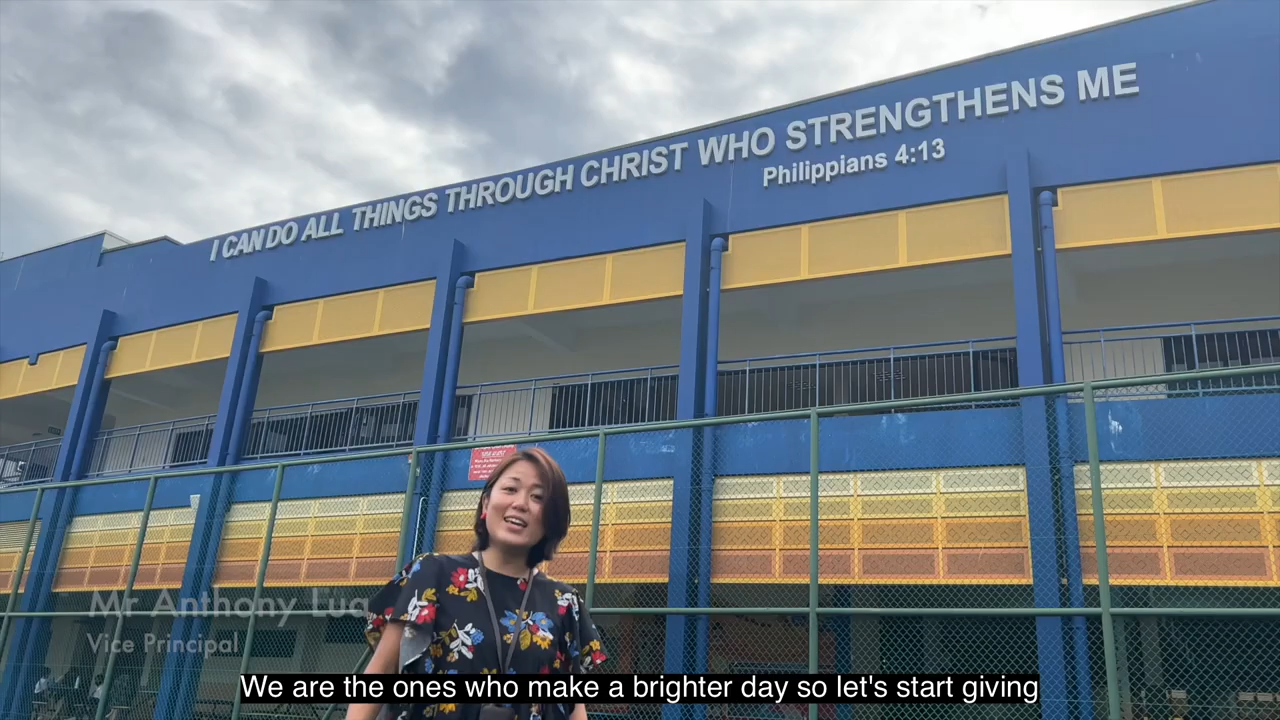 I CAN DO ALL THINGS THROUGH CHRIST WHO STRENGTHENS ME
Philippians 4:13
Mr Anthony Lua
Vice Principal
We are the ones who make a brighter day so let's start giving